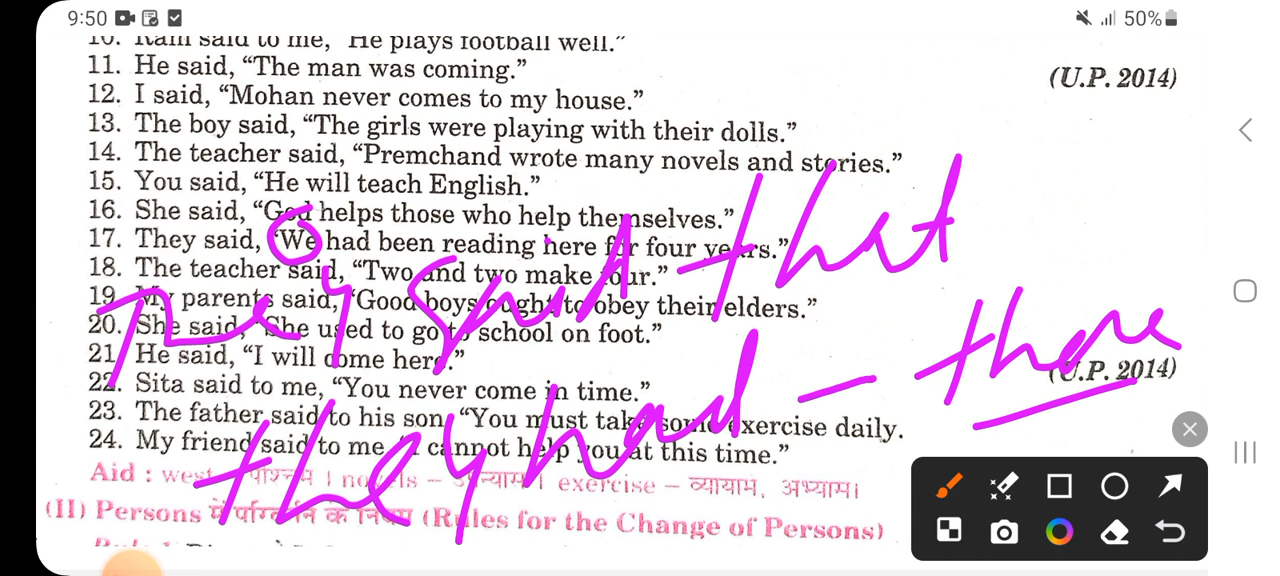 9:50
50%
10. Ram said to me, "He plays football well."
11. He said, "The man was coming."
(U.P. 2014)
12. I said, "Mohan never comes to my house."
13. The boy said, "The girls were playing with their dolls."
14. The teacher said, "Premchand wrote many novels and stories."
15. You said, "He will teach English."
16. She said, "God helps those who help themselves."
17. They said, "We had been reading here for four years."
18. The teacher said, "Two and two make four."
19. My parents said, "Good boys ought to obey their elders."
20. She said, "She used to go to school on foot."
21. He said, "I will come here."
(U.P. 2014)
22. Sita said to me, "You never come in time."
23. The father said to his son, "You must take some exercise daily.
24. My friend said to me, "I cannot help you at this time."
They said that
they had - there
Aid : west – पश्चिम । novels – उपन्यास । exercise – व्यायाम, अभ्यास।
(II) Persons में परिवर्तन के नियम (Rules for the Change of Persons)